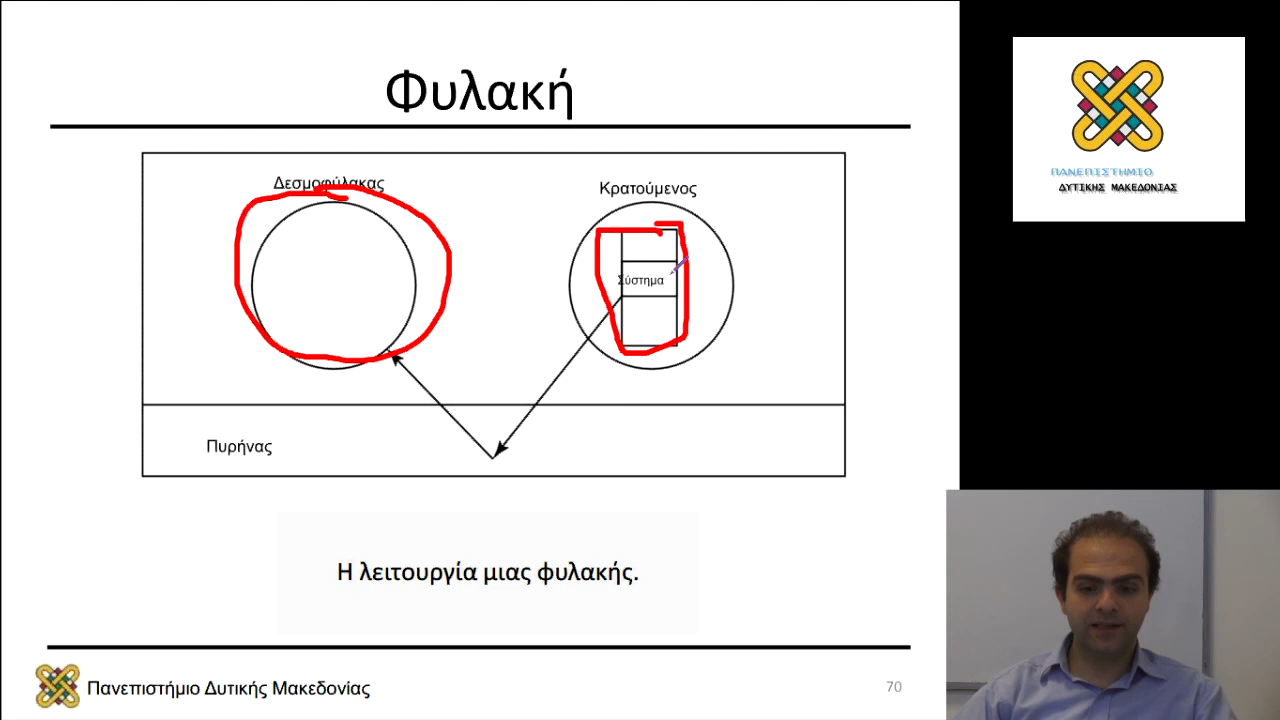 Φυλακή
ΠΑΝΕΠΙΣΤΗΜΙΟ
ΔΥΤΙΚΗΣ ΜΑΚΕΔΟΝΙΑΣ
Δεσμοφύλακας
Κρατούμενος
Σύστημα
Πυρήνας
Η λειτουργία μιας φυλακής.
Πανεπιστήμιο Δυτικής Μακεδονίας
70